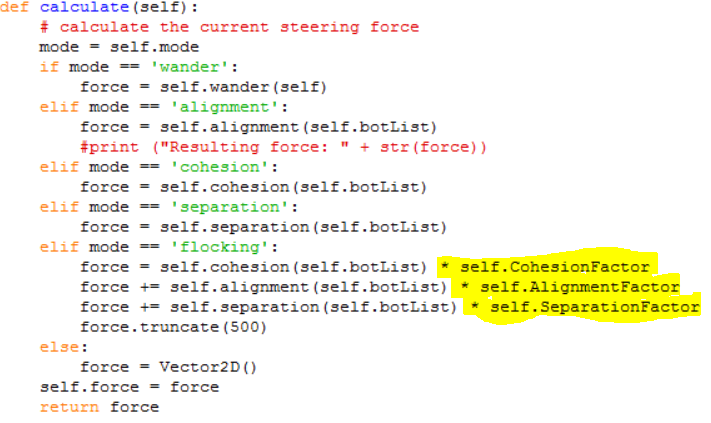 def calculate(self):
    # calculate the current steering force
    mode = self.mode
    if mode == 'wander':
        force = self.wander(self)
    elif mode == 'alignment':
        force = self.alignment(self.botList)
        #print ("Resulting force: " + str(force))
    elif mode == 'cohesion':
        force = self.cohesion(self.botList)
    elif mode == 'separation':
        force = self.separation(self.botList)
    elif mode == 'flocking':
        force = self.cohesion(self.botList) * self.CohesionFactor
        force += self.alignment(self.botList) * self.AlignmentFactor
        force += self.separation(self.botList) * self.SeparationFactor
        force.truncate(500)
    else:
        force = Vector2D()
    self.force = force
    return force